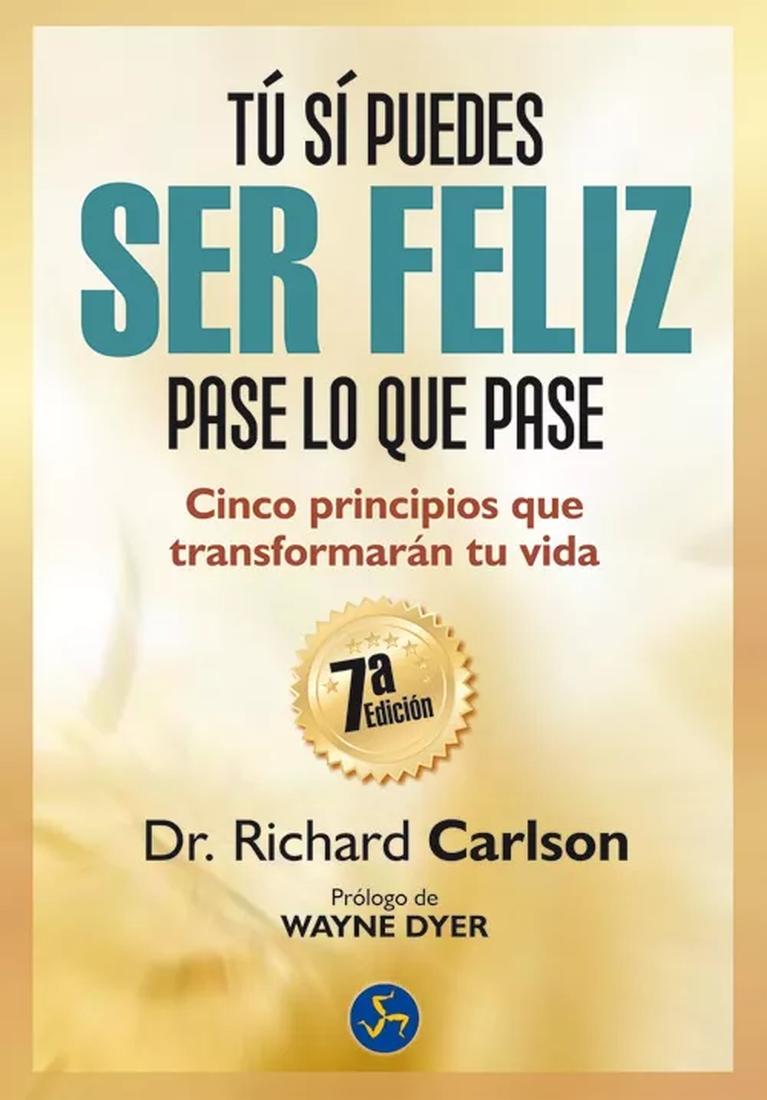 TÚ SÍ PUEDES
SER FELIZ
PASE LO QUE PASE
Cinco principios que
transformarán tu vida
7ª
Edición
Dr. Richard Carlson
Prólogo de
WAYNE DYER